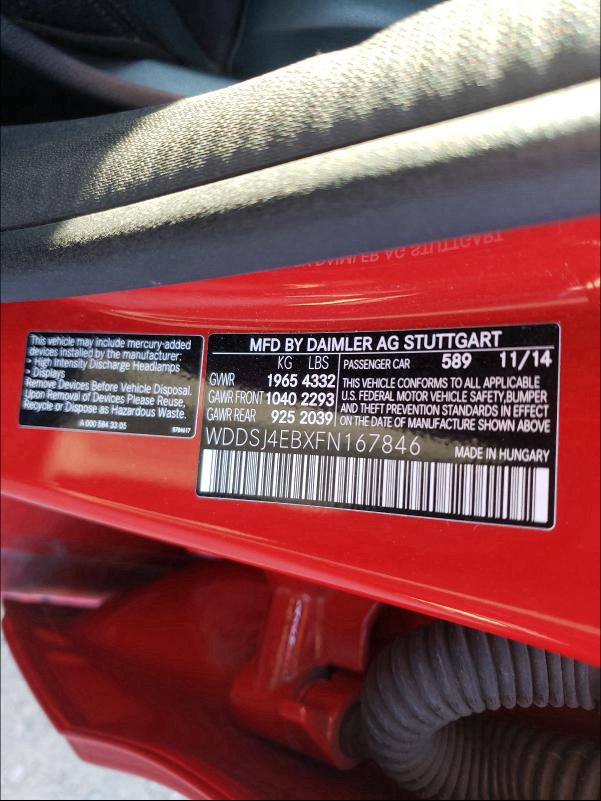 This vehicle may include mercury-added
devices installed by the manufacturer:
• High Intensity Discharge Headlamps
• Displays
Remove Devices Before Vehicle Disposal.
Upon Removal of Devices Please Reuse,
Recycle or Dispose as Hazardous Waste.
A 000 584 33 05
MFD BY DAIMLER AG STUTTGART
KG LBS
GVWR 1965 4332
GAWR FRONT 1040 2293
GAWR REAR 925 2039
PASSENGER CAR 589 11/14
THIS VEHICLE CONFORMS TO ALL APPLICABLE
U.S. FEDERAL MOTOR VEHICLE SAFETY,BUMPER
AND THEFT PREVENTION STANDARDS IN EFFECT
ON THE DATE OF MANUFACTURE SHOWN ABOVE
WDDSJ4EBXFN167846
MADE IN HUNGARY